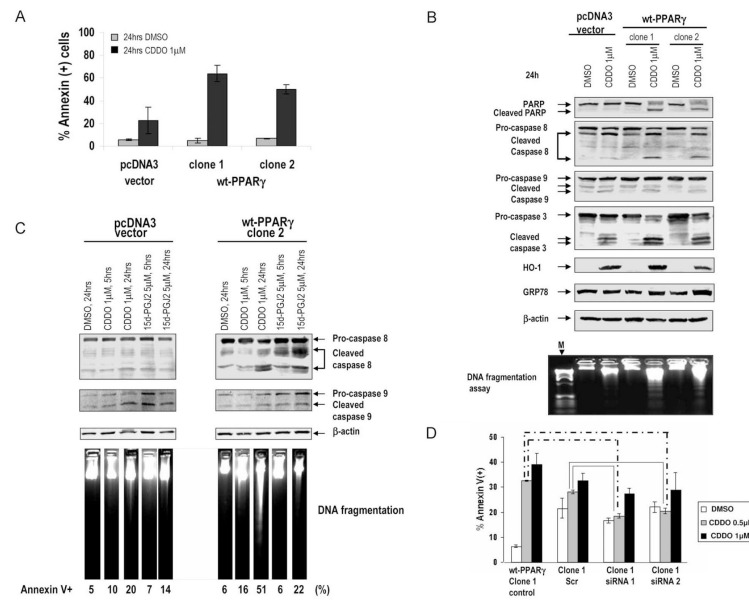 A
24hrs DMSO
24hrs CDDO 1µM
% Annexin (+) cells
100
80
60
40
20
0
pcDNA3
vector
clone 1
clone 2
wt-PPARγ
B
pcDNA3
vector
wt-PPARγ
clone 1
clone 2
24h
DMSO
CDDO 1µM
DMSO
CDDO 1µM
DMSO
CDDO 1µM
PARP
Cleaved PARP
Pro-caspase 8
Cleaved
Caspase 8
Pro-caspase 9
Cleaved
Caspase 9
Pro-caspase 3
Cleaved
caspase 3
HO-1
GRP78
β-actin
M
DNA fragmentation
assay
C
pcDNA3
vector
wt-PPARγ
clone 2
DMSO, 24hrs
CDDO 1µM, 5hrs
CDDO 1µM, 24hrs
15d-PGJ2 5µM, 5hrs
15d-PGJ2 5µM, 24hrs
DMSO, 24hrs
CDDO 1µM, 5hrs
CDDO 1µM, 24hrs
15d-PGJ2 5µM, 5hrs
15d-PGJ2 5µM, 24hrs
Pro-caspase 8
Cleaved
caspase 8
Pro-caspase 9
Cleaved
caspase 9
β-actin
DNA fragmentation
Annexin V+ 5 10 20 7 14 6 16 51 6 22 (%)
D
% Annexin V(+)
50
40
30
20
10
0
wt-PPARγ
Clone 1
control
Clone 1
Scr
Clone 1
siRNA 1
Clone 1
siRNA 2
DMSO
CDDO 0.5µ
CDDO 1µM